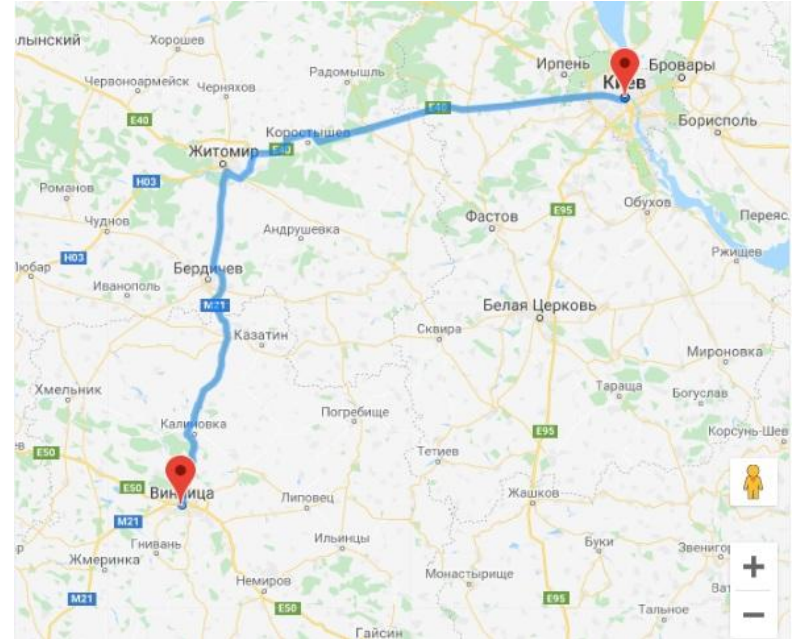 лынский
Хорошев
Ирпень
Бровары
Радомышль
Червоноармейск
Черняхов
Киев
E40
E40
Борисполь
Коростышев
E40
Житомир
H03
Романов
Обухов
E95
Фастов
Переяс.
Чуднов
Андрушевка
Ржищев
H03
Любар
Бердичев
Иванополь
M21
Белая Церковь
Сквира
Казатин
Мироновка
Хмельник
Тараща
Богуслав
Погребище
Калиновка
E95
Корсунь-Шев
E50
Тетиев
E50
Винница
Липовец
Жашков
M21
Гнивань
Ильинцы
Буки
Звениго
Жмеринка
Немиров
Монастырище
M21
E50
E95
Ват
Тальное
Гайсин